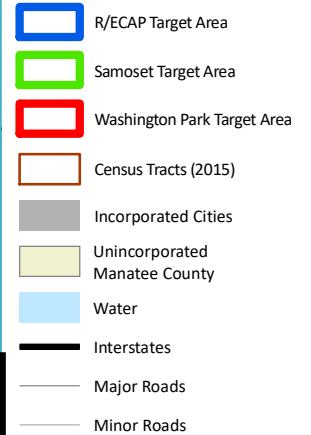 R/ECAP Target Area
Samoset Target Area
Washington Park Target Area
Census Tracts (2015)
Incorporated Cities
Unincorporated
Manatee County
Water
Interstates
Major Roads
Minor Roads